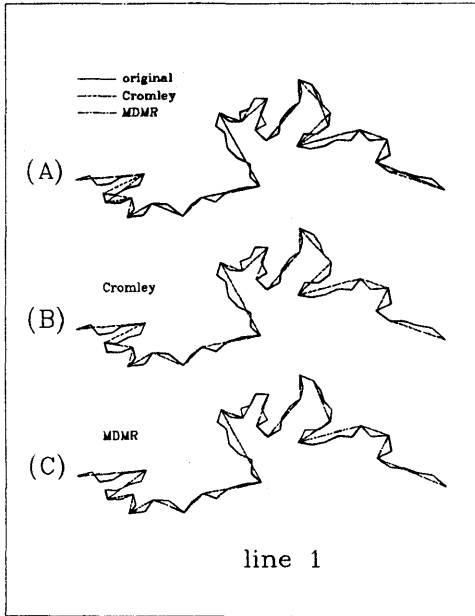 original
Cromley
MDMR
(A)
Cromley
(B)
MDMR
(C)
line 1